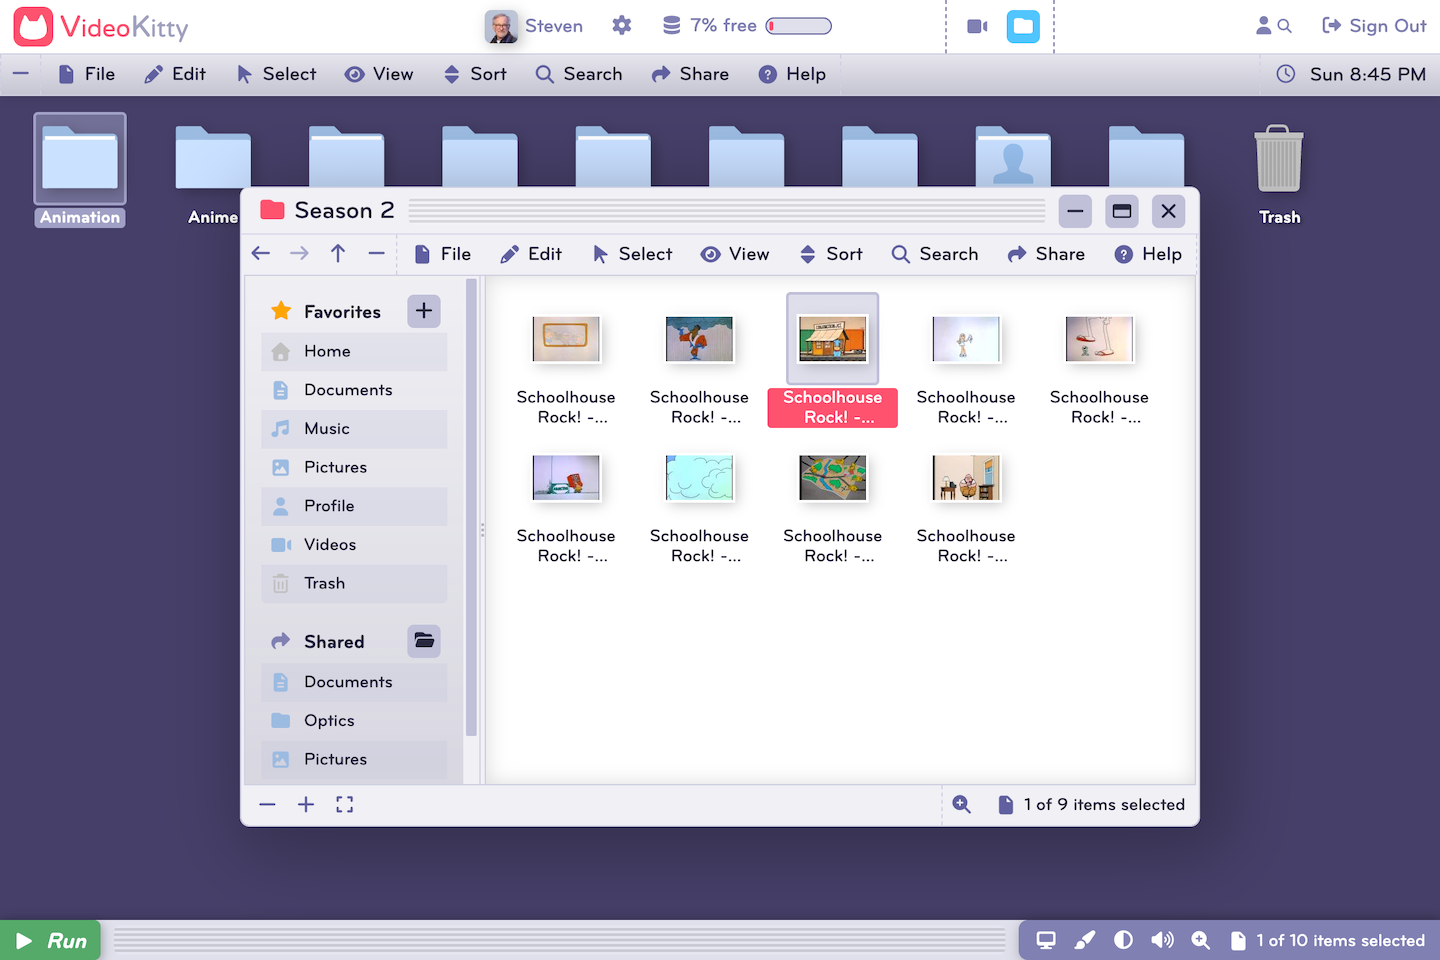 VideoKitty
Steven
7% free
Sign Out
File
Edit
Select
View
Sort
Search
Share
Help
Sun 8:45 PM
Animation
Anime
Trash
Season 2
File
Edit
Select
View
Sort
Search
Share
Help
Favorites
Home
Documents
Music
Pictures
Profile
Videos
Trash
Shared
Documents
Optics
Pictures
Schoolhouse
Rock! -...
Schoolhouse
Rock! -...
Schoolhouse
Rock! -...
Schoolhouse
Rock! -...
Schoolhouse
Rock! -...
Schoolhouse
Rock! -...
Schoolhouse
Rock! -...
Schoolhouse
Rock! -...
Schoolhouse
Rock! -...
1 of 9 items selected
Run
1 of 10 items selected